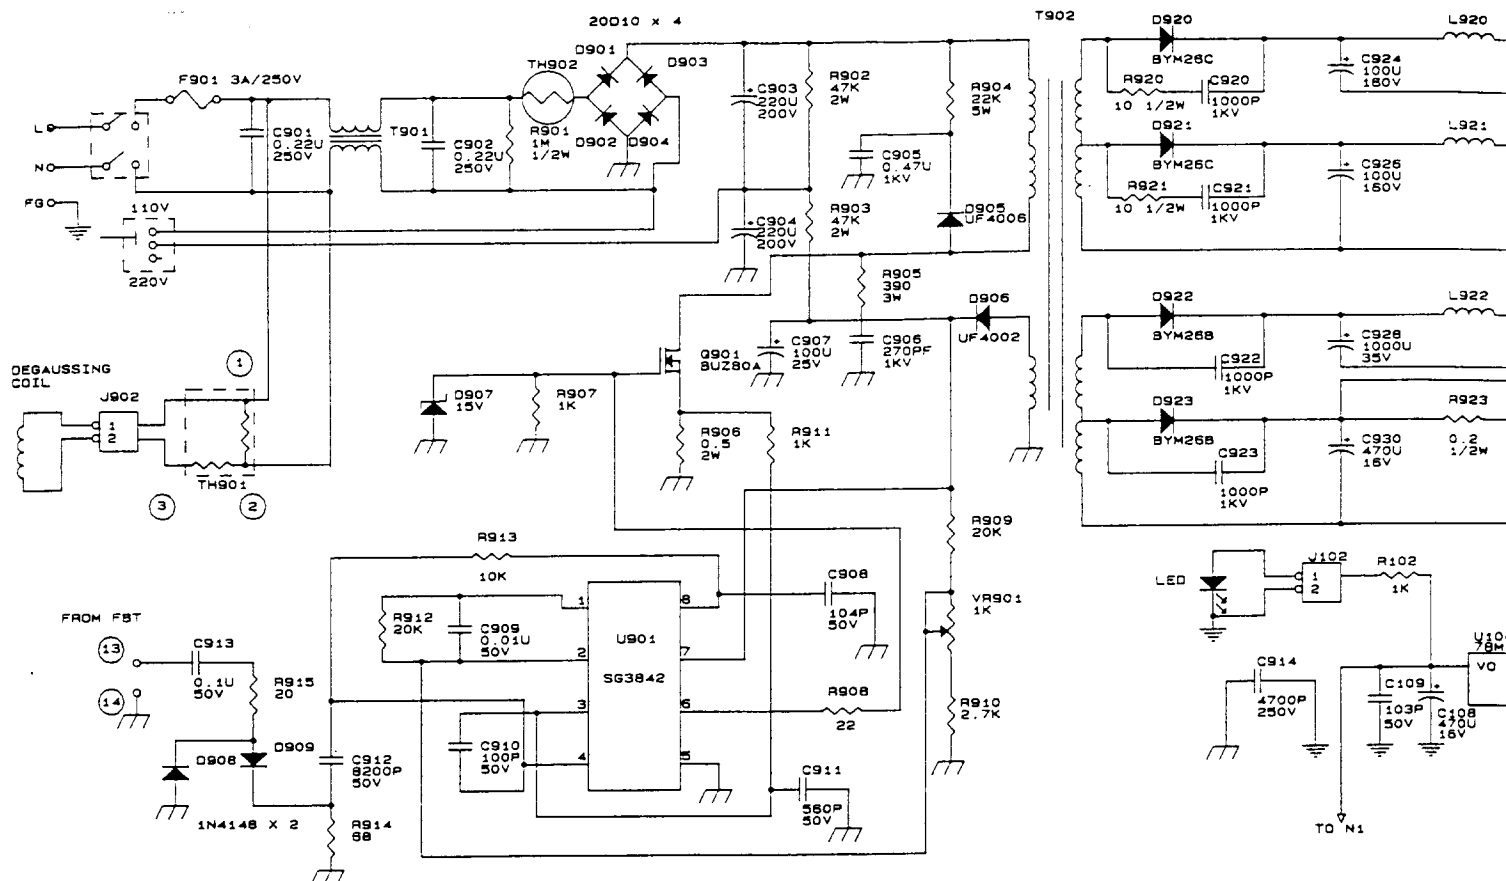 20D10 x 4
T902
D920
L920
D901
D903
F901 3A/250V
TH902
BYM26C
C924
100U
160V
R902
47K
2W
C903
220U
200V
R904
22K
5W
R920
10 1/2W
C920
1000P
1KV
L
C901
0.22U
250V
T901
C902
0.22U
250V
R901
1M
1/2W
D902
D904
D921
L921
C905
0.47U
1KV
BYM26C
C926
100U
160V
N
R921
10 1/2W
C921
1000P
1KV
FG
110V
220V
R903
47K
2W
C904
220U
200V
D905
UF4006
R905
390
3W
D906
UF4002
D922
L922
BYM26B
C928
1000U
35V
C907
100U
25V
C906
270PF
1KV
Q901
BUZ80A
C922
1000P
1KV
DEGAUSSING
COIL
1
J902
1
2
D907
15V
R907
1K
D923
R923
R906
0.5
2W
R911
1K
BYM26B
C930
470U
16V
0.2
1/2W
C923
1000P
1KV
TH901
3
2
R909
20K
R913
10K
J102
1
2
R102
1K
LED
C908
104P
50V
VR901
1K
1
8
R912
20K
C909
0.01U
50V
U901
SG3842
2
7
FROM FBT
13
C913
0.1U
50V
R915
20
14
VO
C914
4700P
250V
C109
103P
50V
C108
470U
16V
R908
22
R910
2.7K
3
6
C910
100P
50V
4
5
D908
D909
C912
8200P
50V
C911
560P
50V
1N4148 X 2
R914
68
TO N1